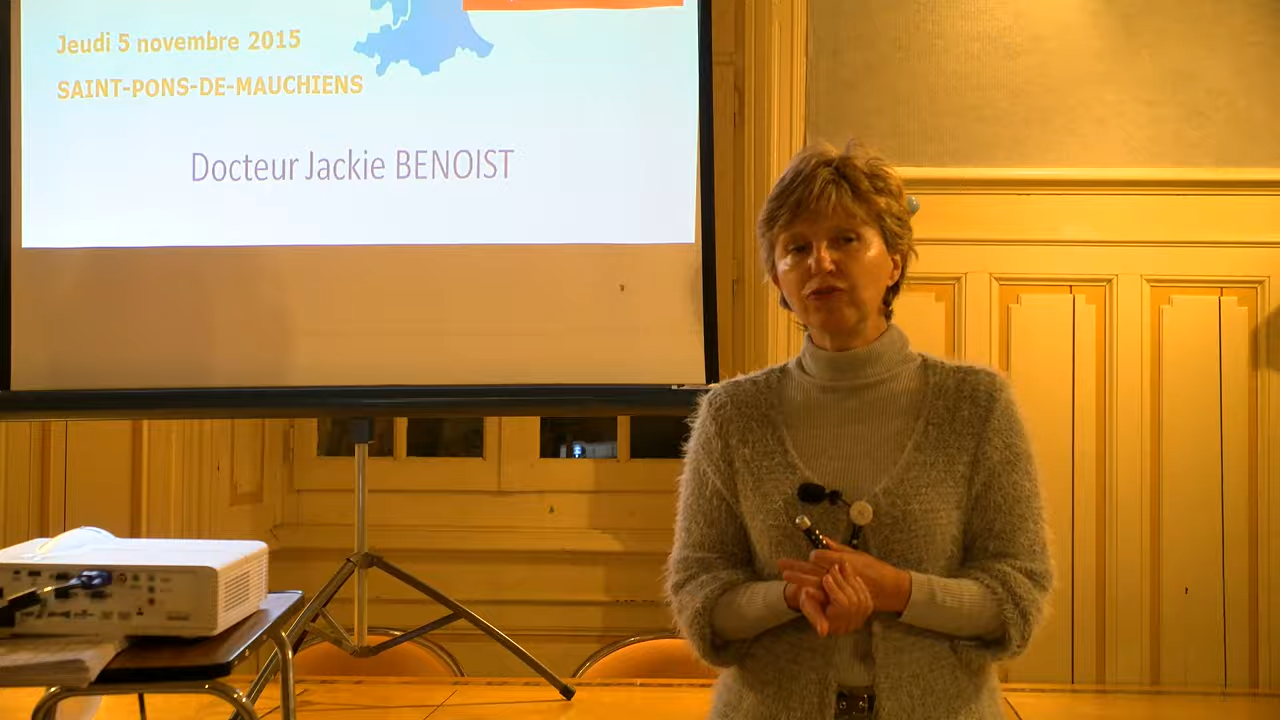 Jeudi 5 novembre 2015
SAINT-PONS-DE-MAUCHIENS
Docteur Jackie BENOIST